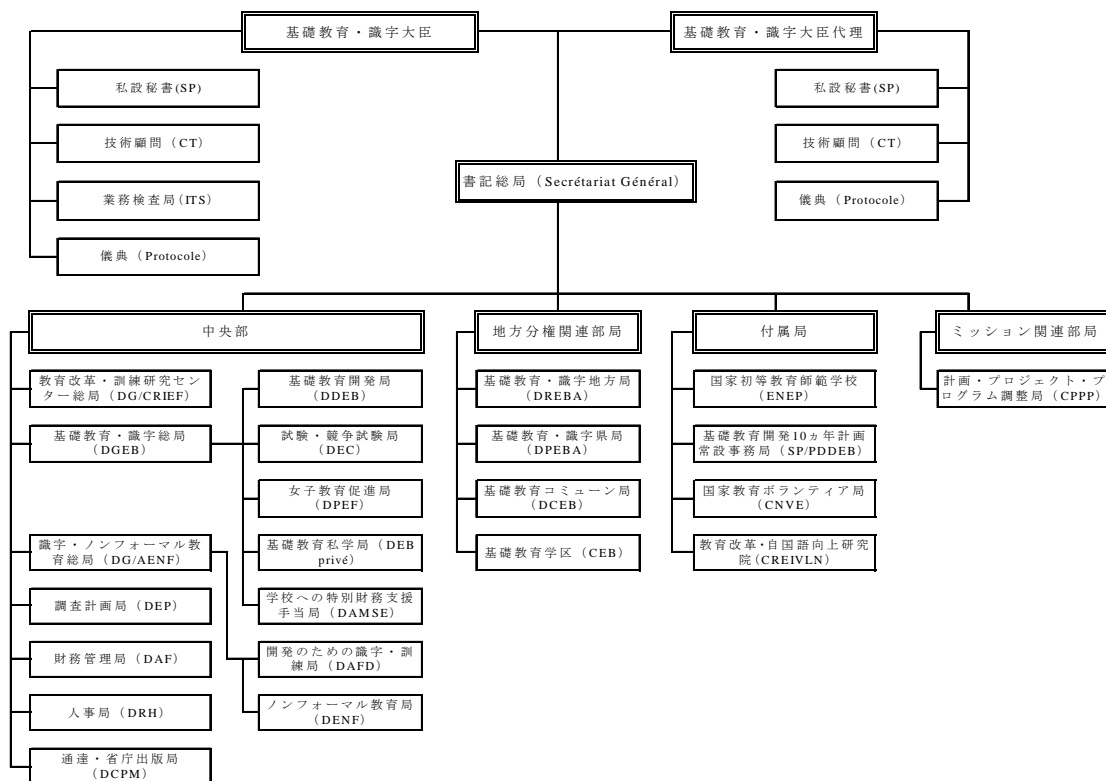 基礎教育・識字大臣
基礎教育・識字大臣代理
私設秘書(SP)
技術顧問（CT）
業務検査局(ITS)
儀典（Protocole）
私設秘書(SP)
技術顧問（CT）
儀典（Protocole）
書記総局（Secrétariat Général）
中央部
地方分権関連部局
付属局
ミッション関連部局
教育改革・訓練研究セン
ター総局（DG/CRIEF）
基礎教育・識字総局
（DGEB）
識字・ノンフォーマル教
育総局（DG/AENF）
調査計画局（DEP）
財務管理局（DAF）
人事局（DRH）
通達・省庁出版局
（DCPM）
基礎教育開発局
（DDEB）
試験・競争試験局
（DEC）
女子教育促進局
（DPEF）
基礎教育私学局（DEB
privé）
学校への特別財務支援
手当局（DAMSE）
開発のための識字・訓
練局（DAFD）
ノンフォーマル教育局
（DENF）
基礎教育・識字地方局
（DREBA）
基礎教育・識字県局
（DPEBA）
基礎教育コミューン局
（DCEB）
基礎教育学区（CEB）
国家初等教育師範学校
（ENEP）
基礎教育開発10ヵ年計画
常設事務局（SP/PDDEB）
国家教育ボランティア局
（CNVE）
教育改革・自国語向上研究
院（CREIVLN）
計画・プロジェクト・プ
ログラム調整局（CPPP）